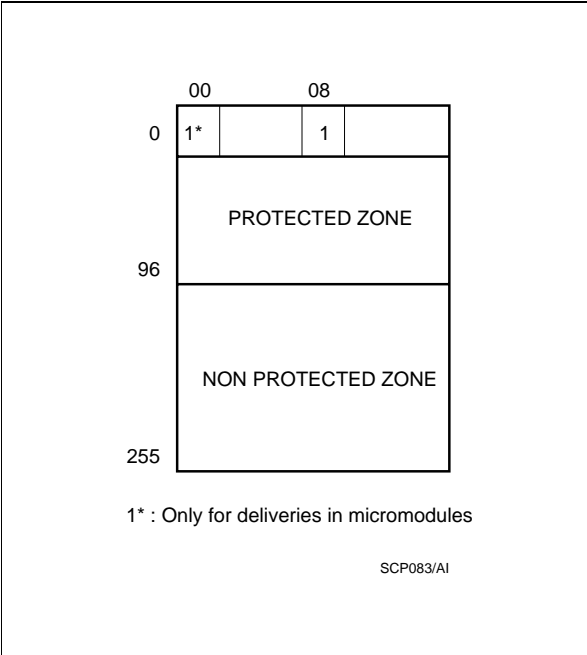 00 08
0 1* 1
PROTECTED ZONE
96
NON PROTECTED ZONE
255
1* : Only for deliveries in micromodules
SCP083/AI